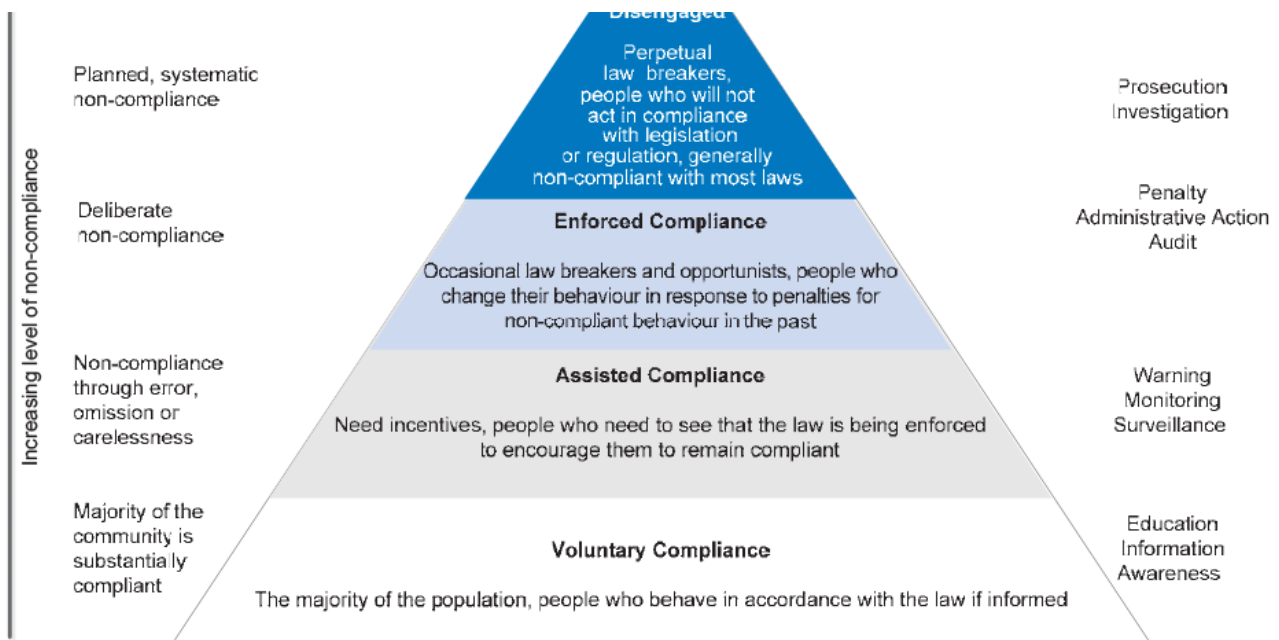 Disengaged
Perpetual
law breakers,
people who will not
act in compliance
with legislation
or regulation, generally
non-compliant with most laws
Planned, systematic
non-compliance
Prosecution
Investigation
Enforced Compliance
Occasional law breakers and opportunists, people who
change their behaviour in response to penalties for
non-compliant behaviour in the past
Deliberate
non-compliance
Penalty
Administrative Action
Audit
Assisted Compliance
Need incentives, people who need to see that the law is being enforced
to encourage them to remain compliant
Non-compliance
through error,
omission or
carelessness
Warning
Monitoring
Surveillance
Voluntary Compliance
The majority of the population, people who behave in accordance with the law if informed
Majority of the
community is
substantially
compliant
Education
Information
Awareness
Increasing level of non-compliance